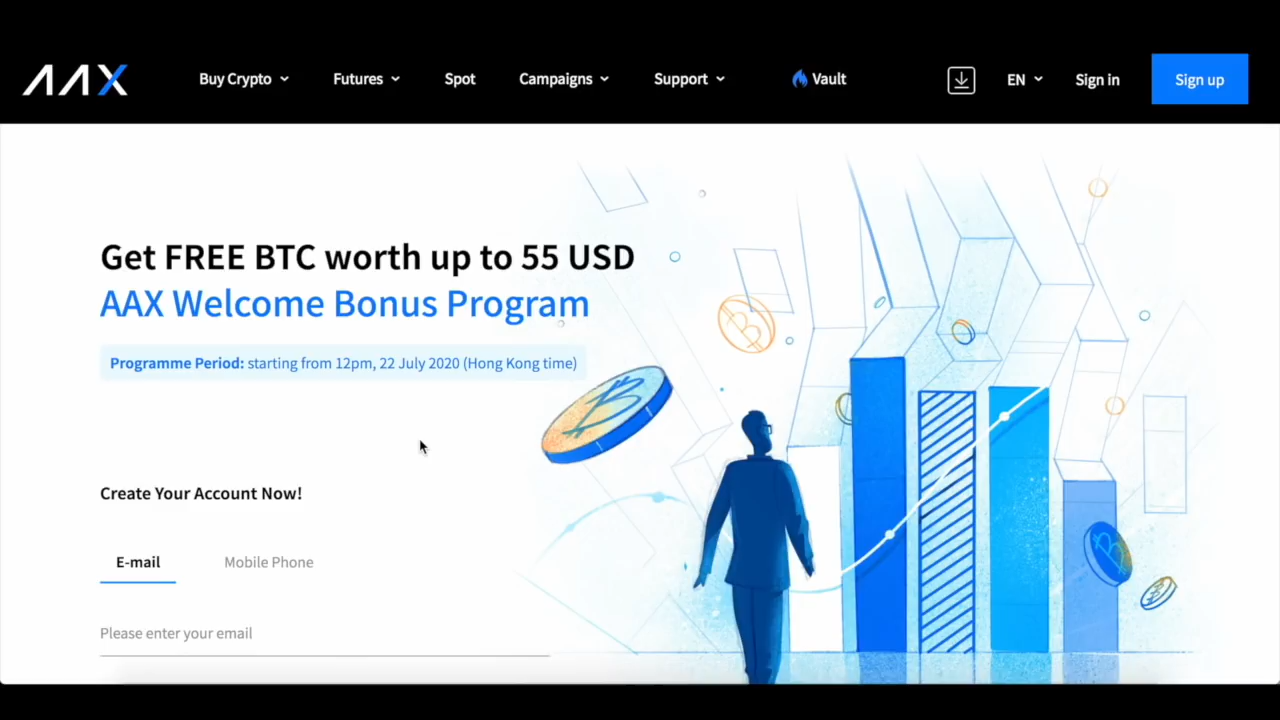 AAX
Buy Crypto
Futures
Spot
Campaigns
Support
Vault
EN
Sign in
Sign up
Get FREE BTC worth up to 55 USD
AAX Welcome Bonus Program
Programme Period: starting from 12pm, 22 July 2020 (Hong Kong time)
Create Your Account Now!
E-mail
Mobile Phone
Please enter your email